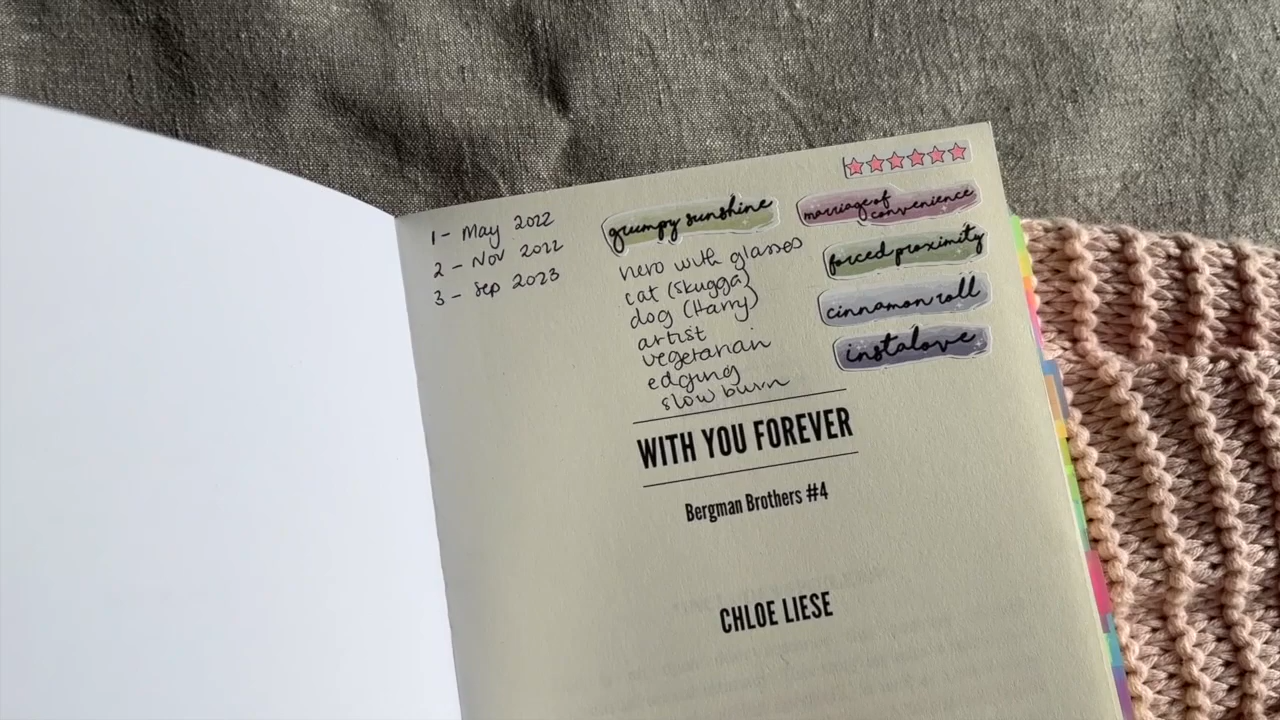 1 - May 2022
2 - Nov 2022
3 - Sep 2023
grumpy sunshine
hero with glasses
cat (Skugga)
dog (Harry)
artist
vegetarian
edging
slow burn
marriage of
convenience
forced proximity
cinnamon roll
instalove
WITH YOU FOREVER
Bergman Brothers #4
CHLOE LIESE